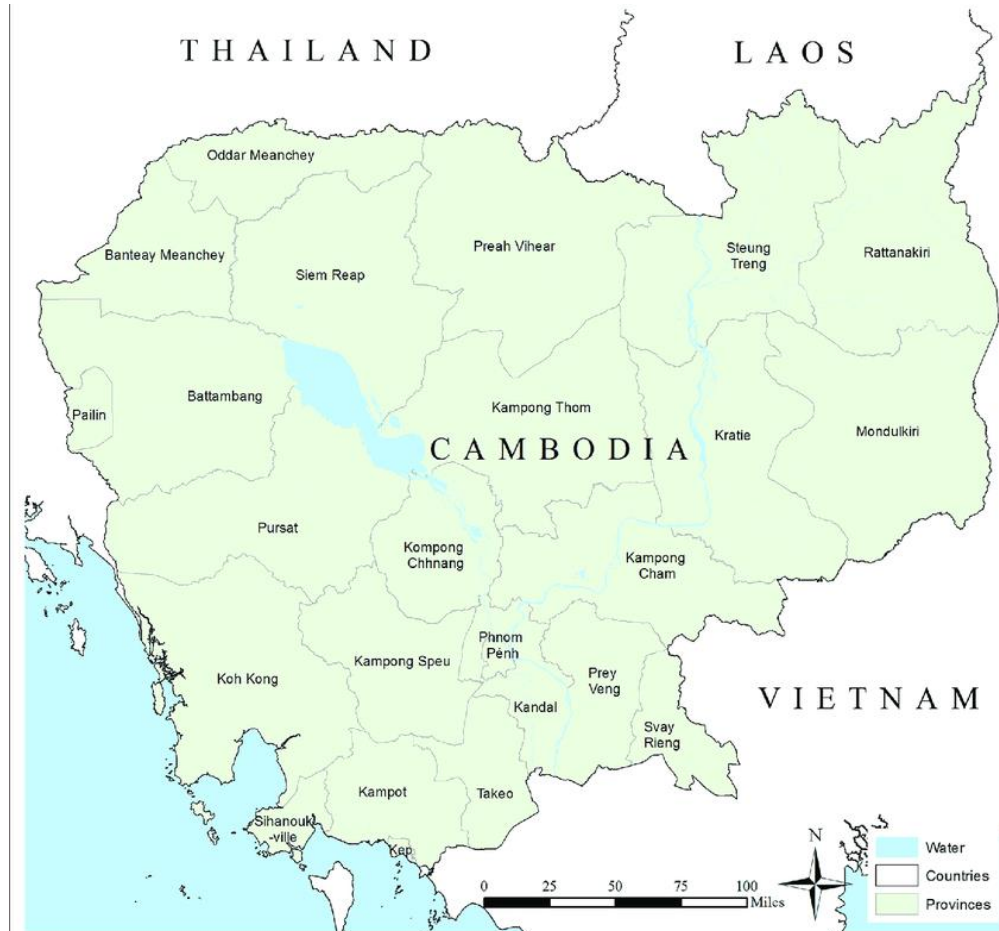 THAILAND
LAOS
Oddar Meanchey
Banteay Meanchey
Siem Reap
Preah Vihear
Steung
Treng
Rattanakiri
Pailin
Battambang
Kampong Thom
Kratie
Mondulkiri
CAMBODIA
Pursat
Kompong
Chhnang
Kampong
Cham
Koh Kong
Kampong Speu
Phnom
Pènh
Prey
Veng
Kandal
Svay
Rieng
VIETNAM
Sihanouk
-ville
Kampot
Takeo
Kep
N
0 25 50 75 100
Miles
Water
Countries
Provinces